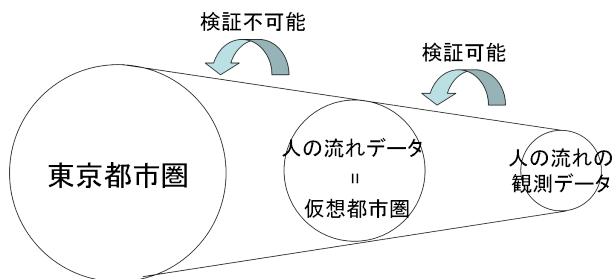 検証不可能
検証可能
東京都市圏
人の流れデータ
＝
仮想都市圏
人の流れの
観測データ